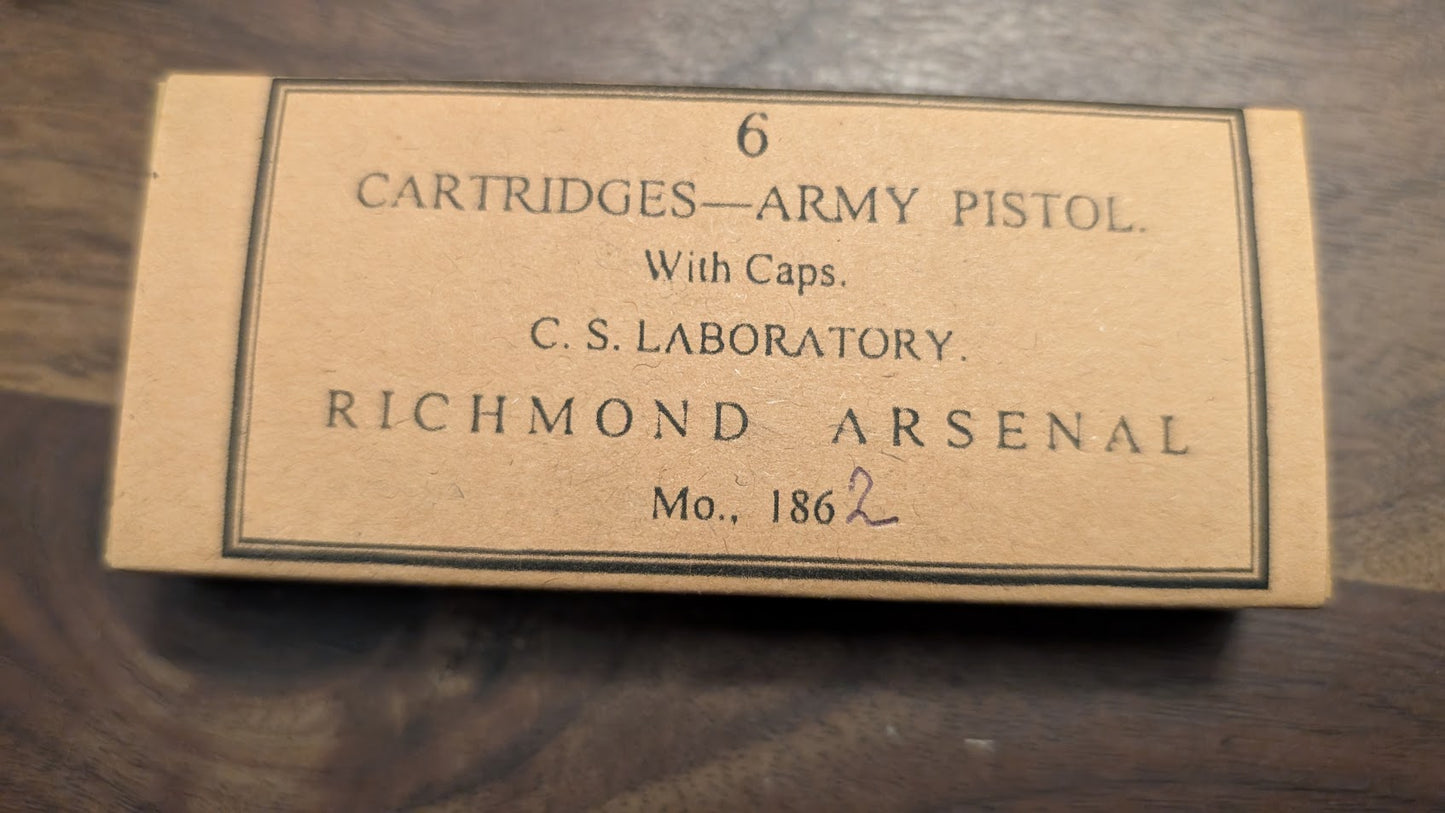 6
CARTRIDGES—ARMY PISTOL.
With Caps.
C. S. LABORATORY.
RICHMOND ARSENAL
Mo., 1862